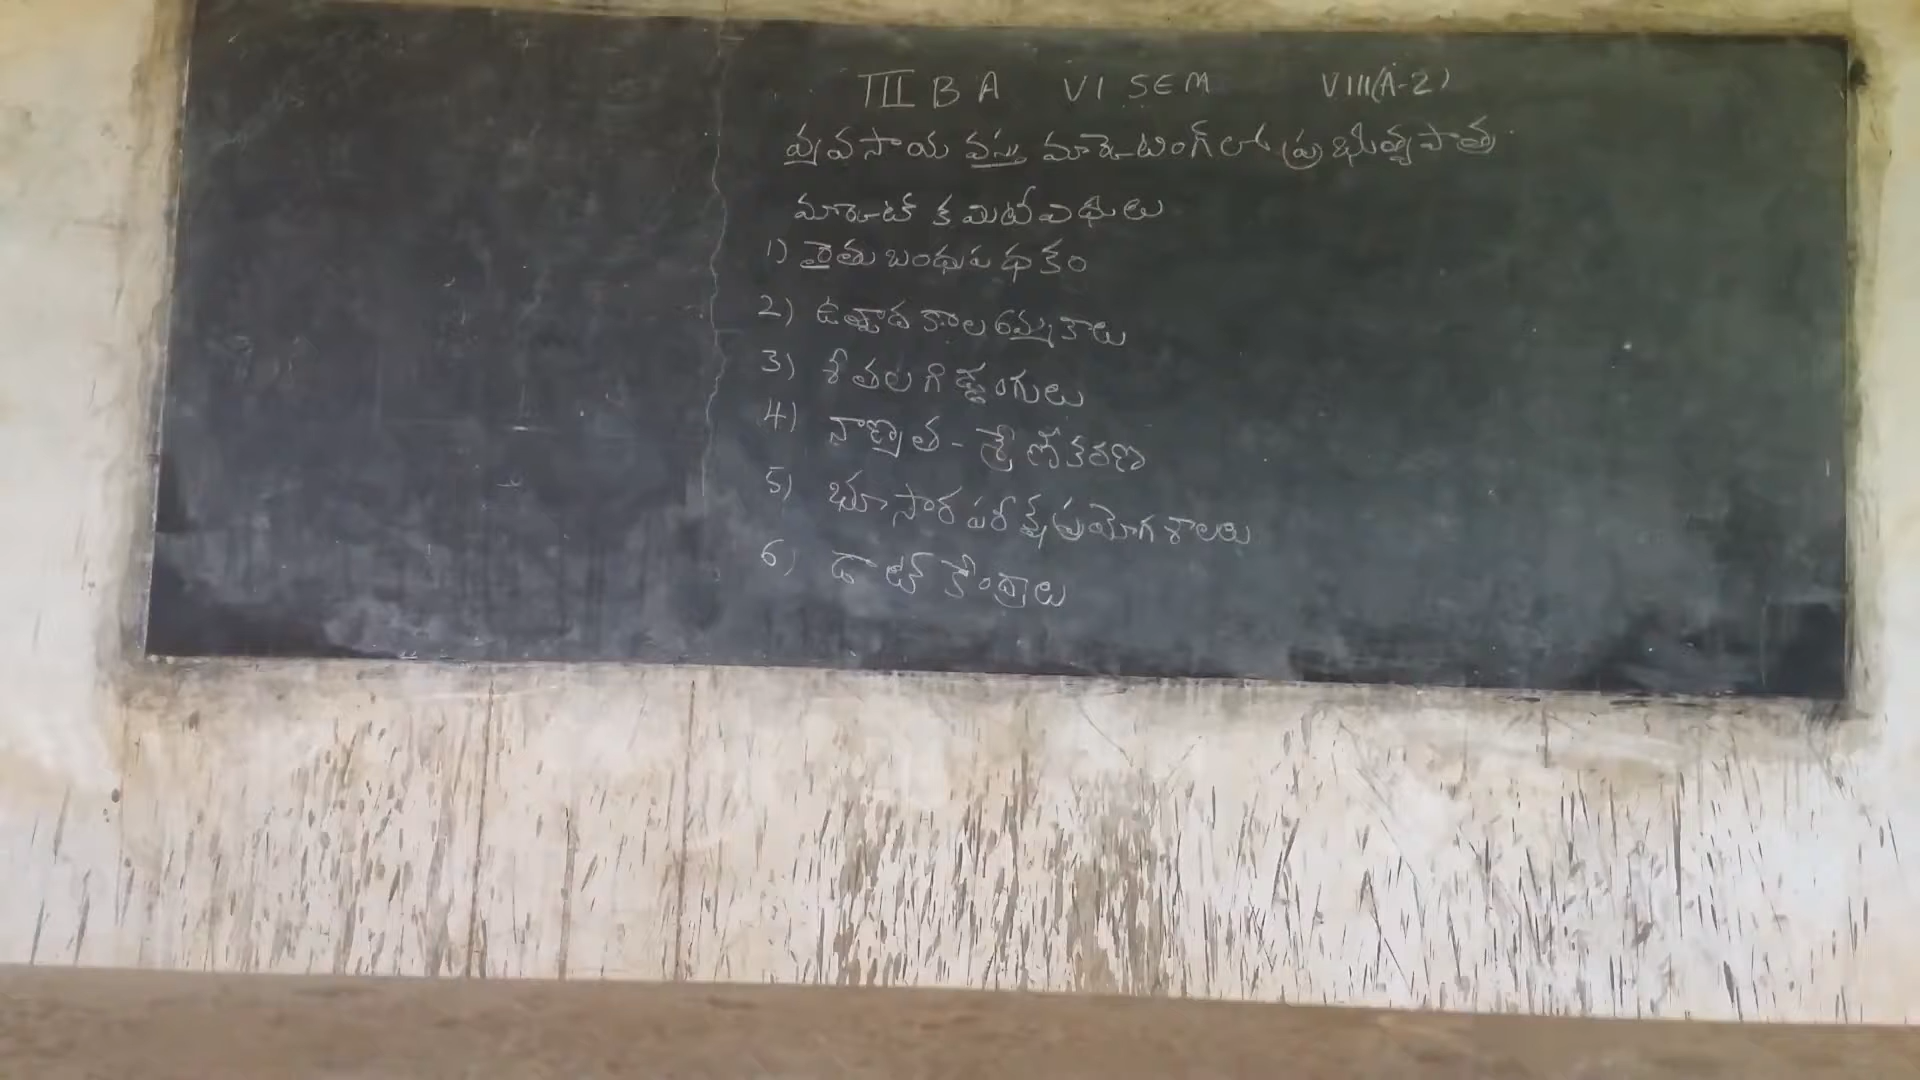 III B A VI SEM VIII(A-2)
వ్యవసాయ వస్తు మార్కెటింగ్ లో ప్రభుత్వ పాత్ర
మార్కెట్ కమిటీ విధులు
1) రైతు బంధు పథకం
2) ఉత్పాదకాల అమ్మకాలు
3) శీతల గిడ్డంగులు
4) నాణ్యత - శ్రేణీకరణ
5) భూసార పరీక్ష ప్రయోగశాలలు
6) డాట్ కేంద్రాలు